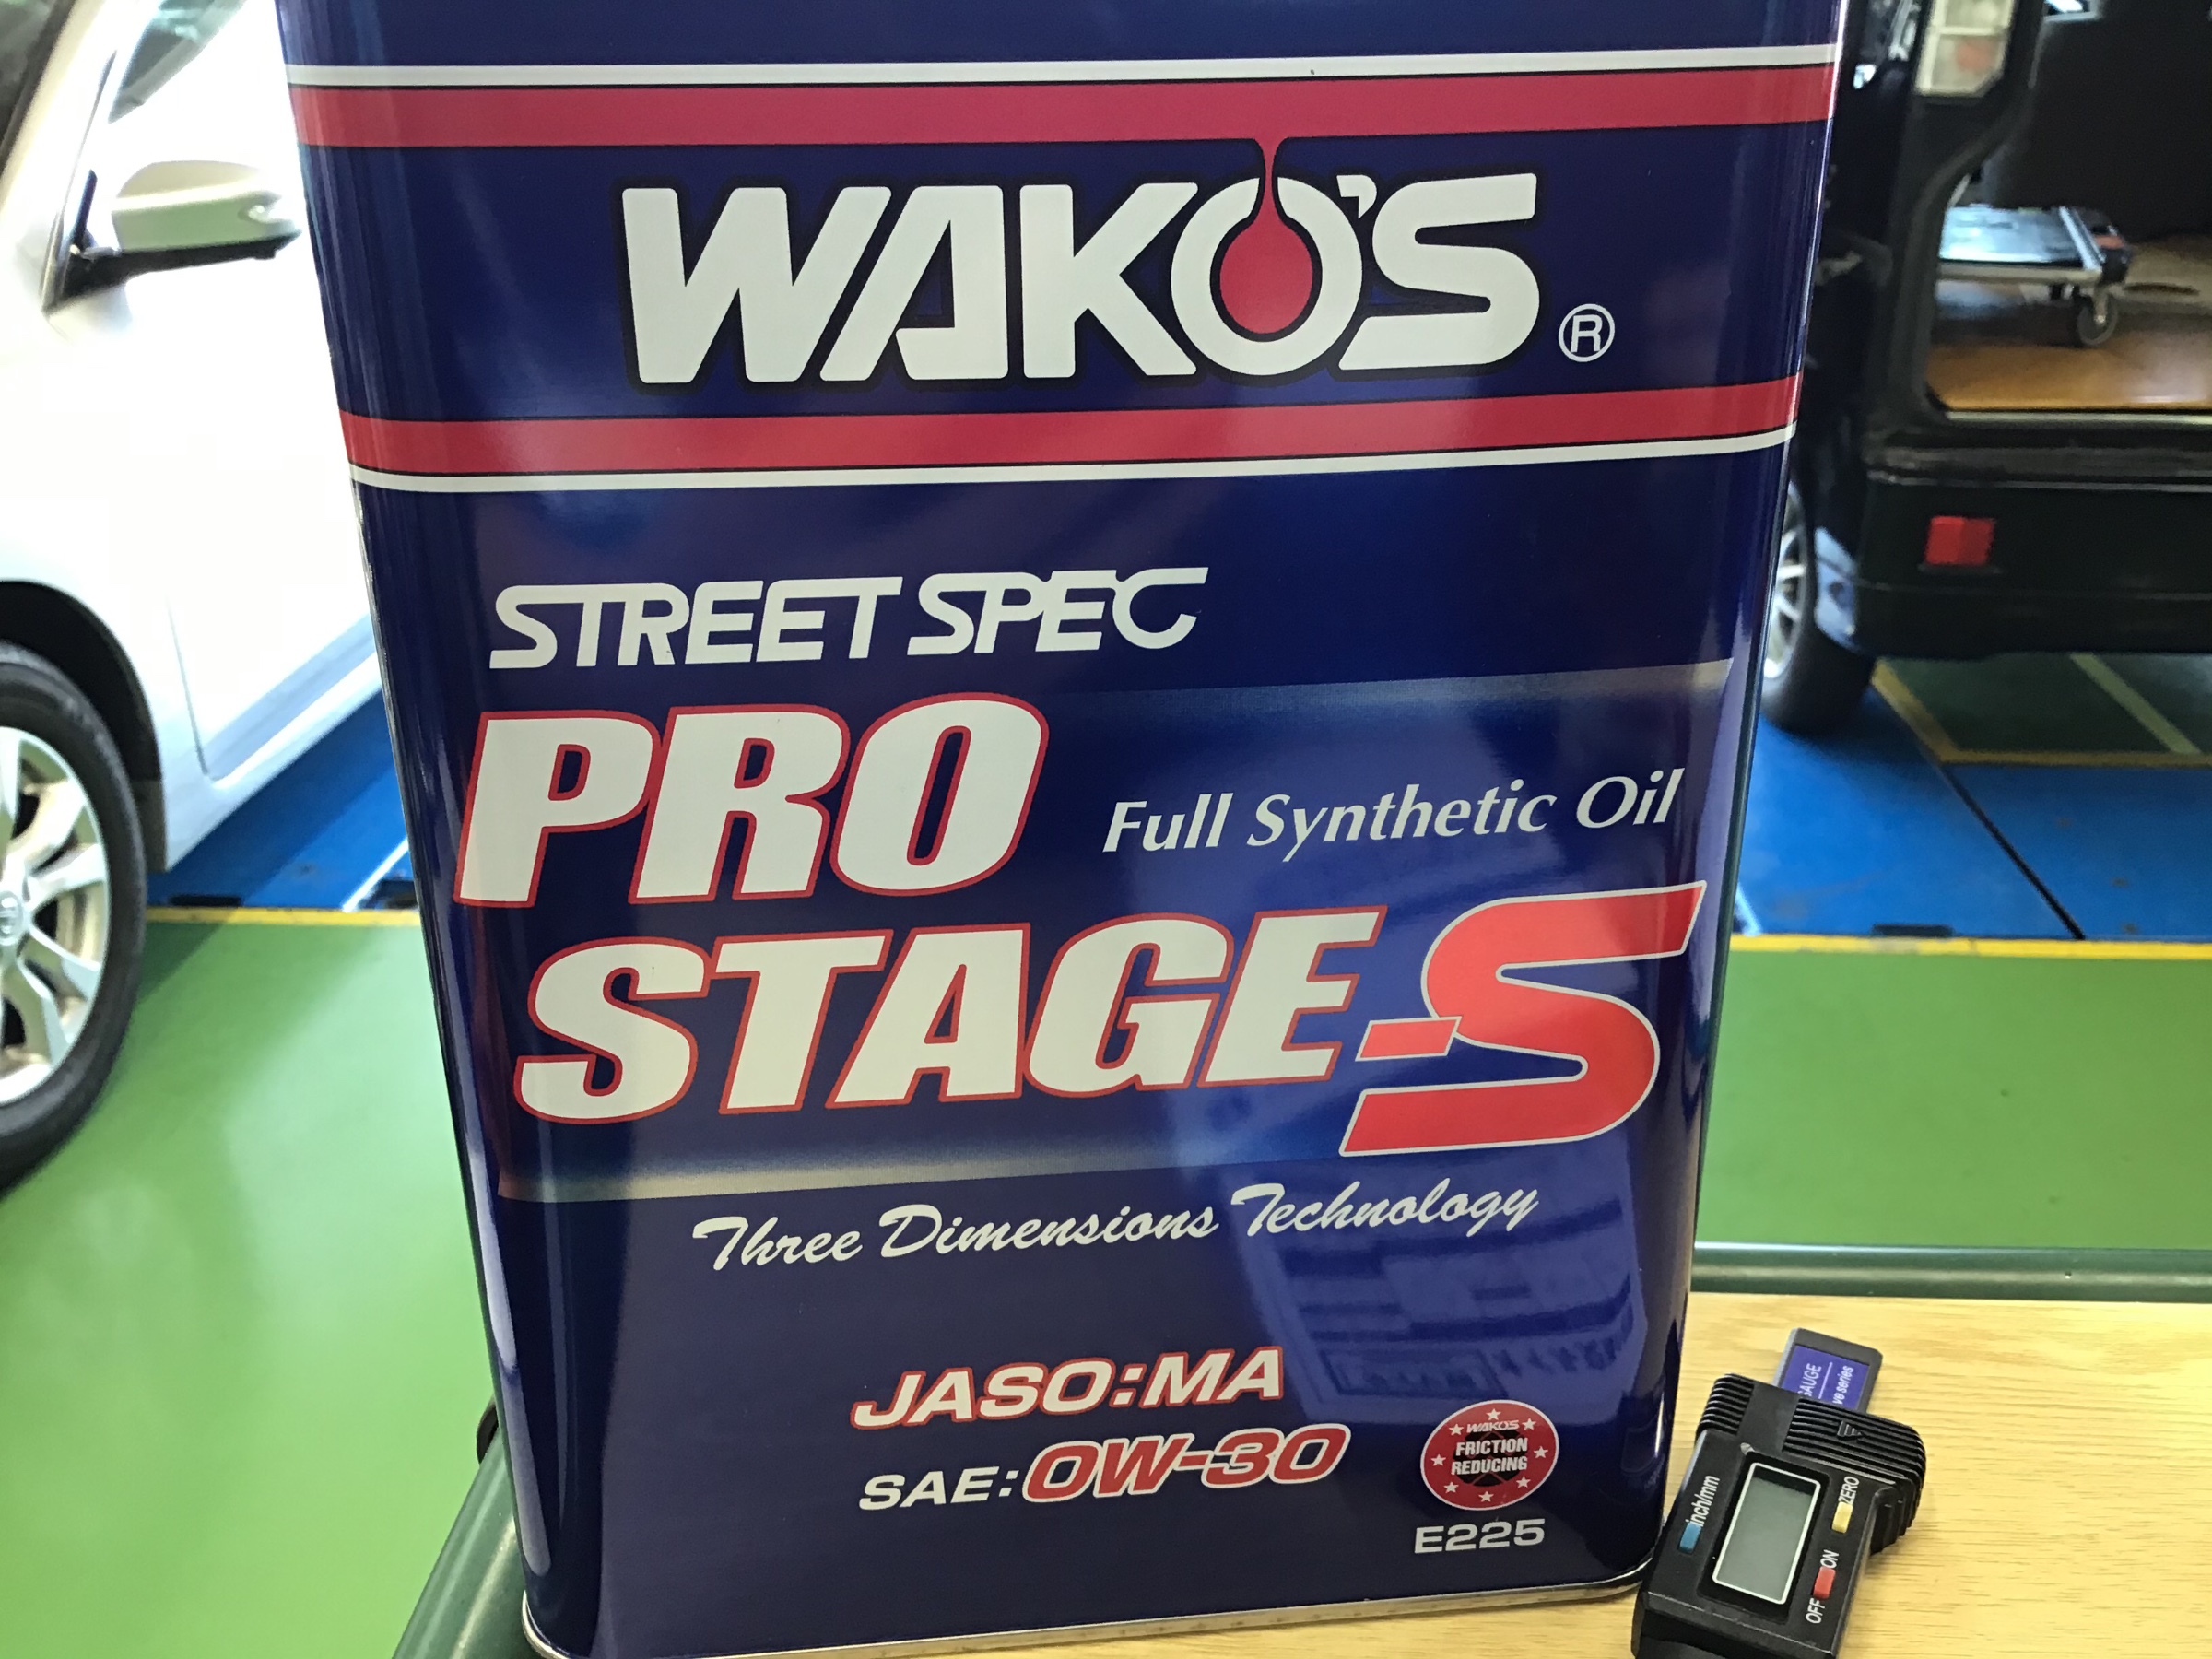 WAKO'S ®
STREET SPEC
PRO
Full Synthetic Oil
STAGE-S
Three Dimensions Technology
JASO:MA
SAE:0W-30
WAKO'S
FRICTION
REDUCING
E225
inch/mm
ZERO
OFF
ON